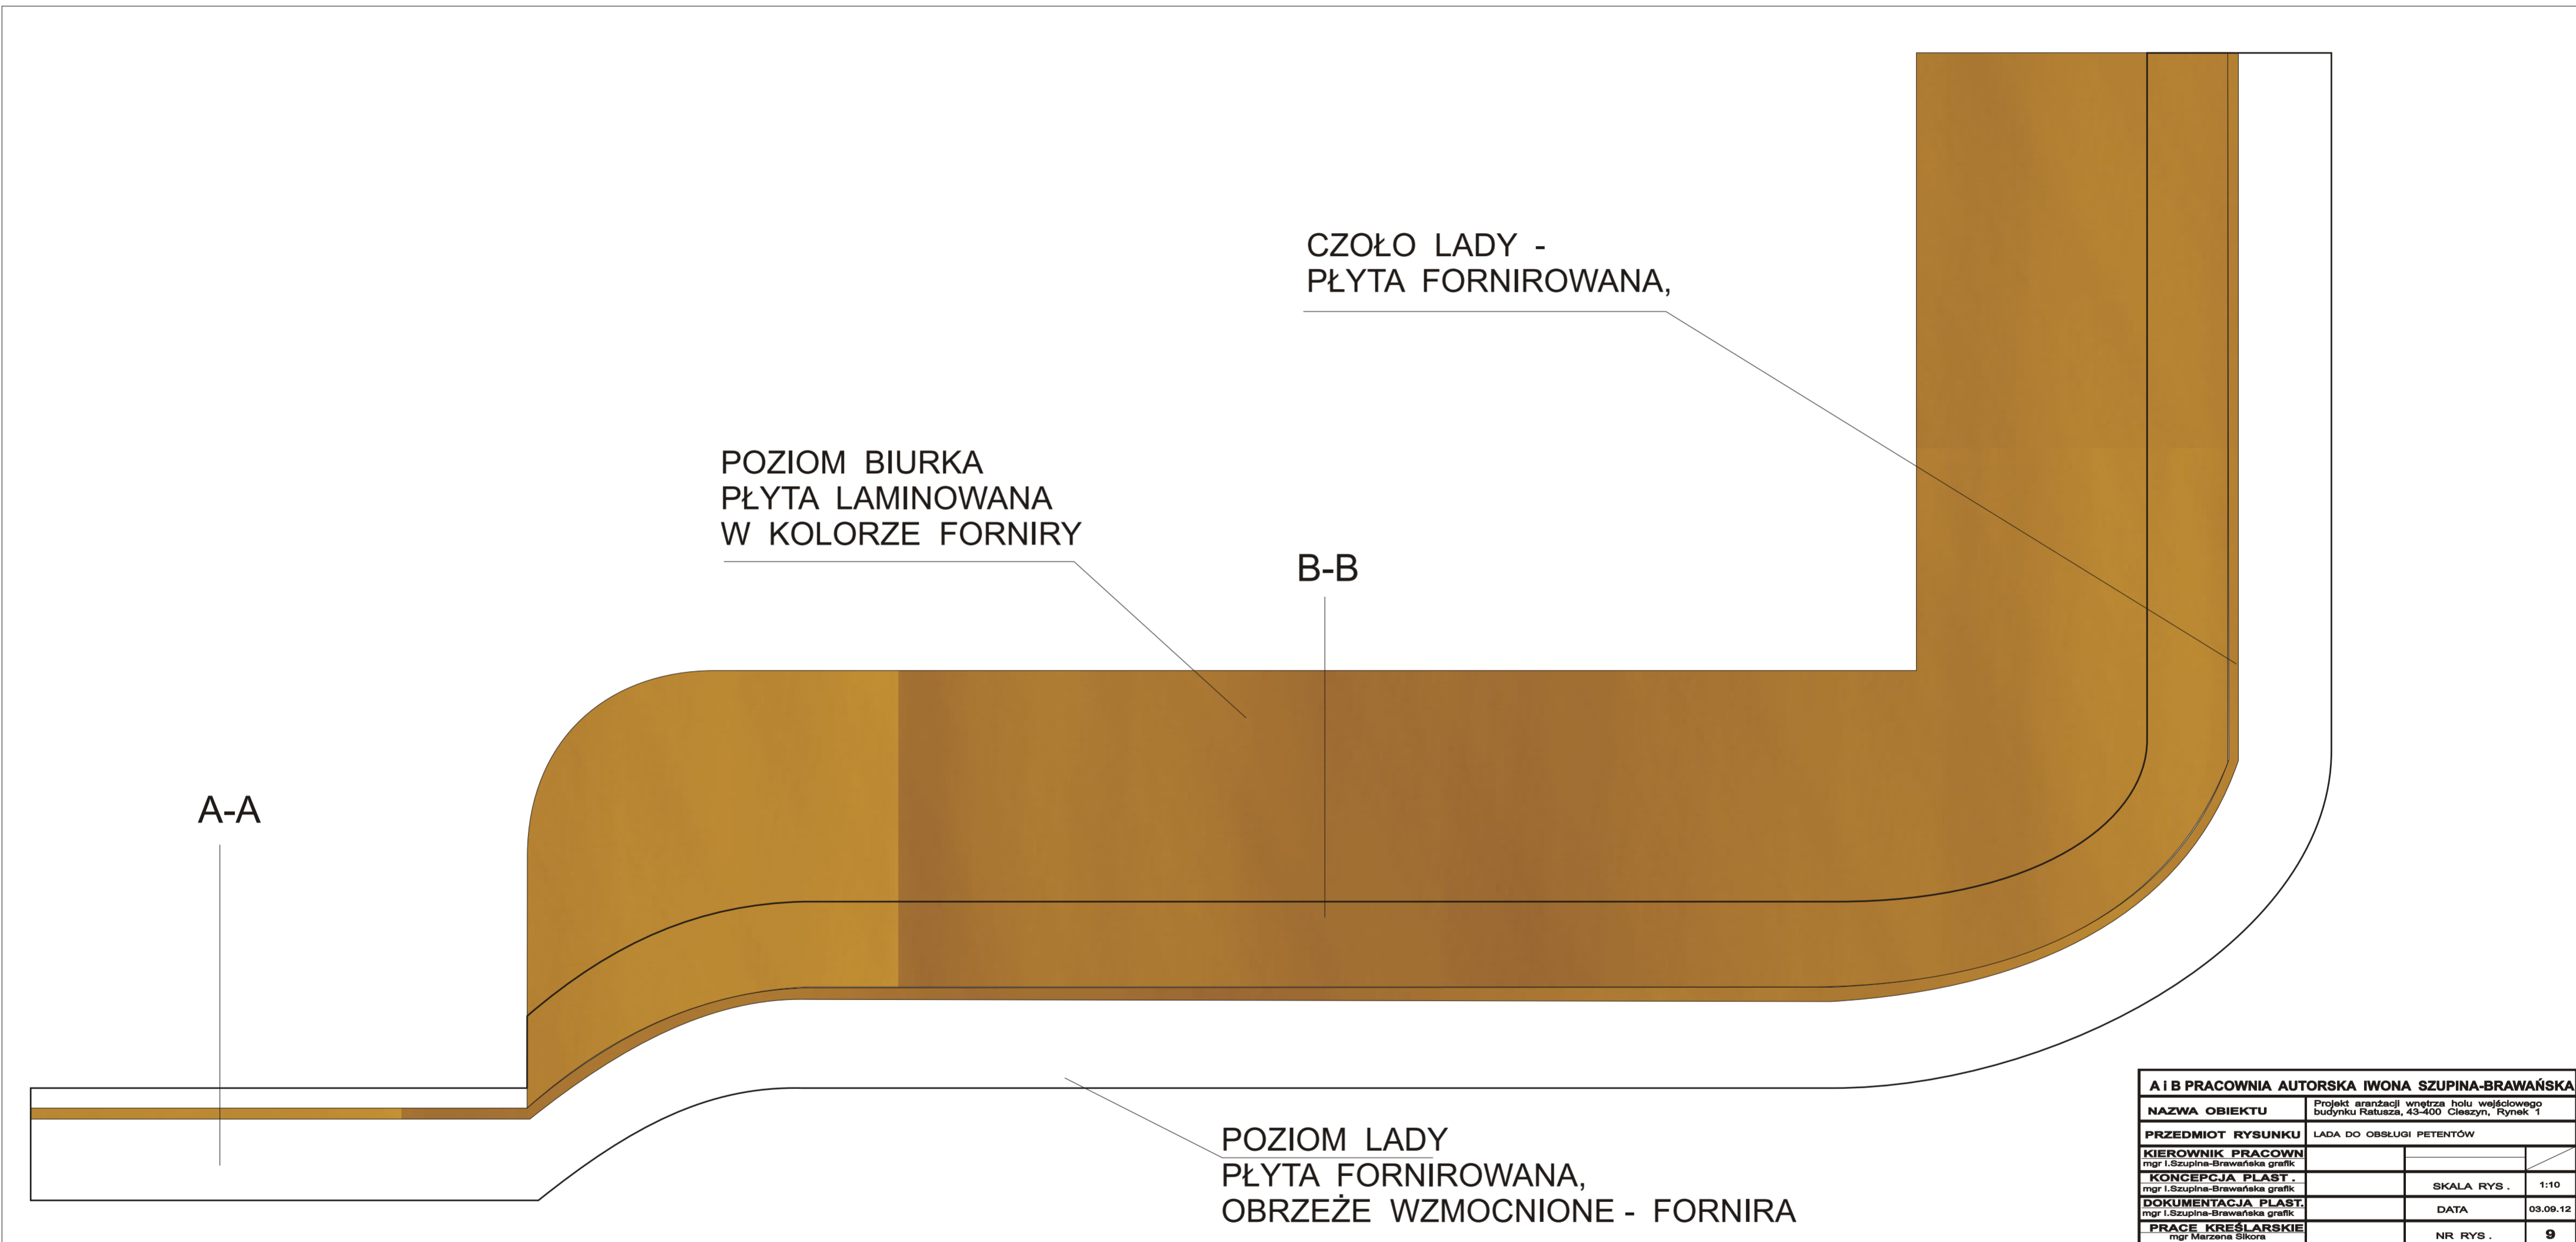 CZOŁO LADY -
PŁYTA FORNIROWANA,
POZIOM BIURKA
PŁYTA LAMINOWANA
W KOLORZE FORNIRY
B-B
A-A
POZIOM LADY
PŁYTA FORNIROWANA,
OBRZEŻE WZMOCNIONE - FORNIRA
A i B PRACOWNIA AUTORSKA IWONA SZUPINA-BRAWAŃSKA
NAZWA OBIEKTU
Projekt aranżacji wnętrza holu wejściowego
budynku Ratusza, 43-400 Cieszyn, Rynek 1
PRZEDMIOT RYSUNKU
LADA DO OBSŁUGI PETENTÓW
KIEROWNIK PRACOWN
mgr I.Szupina-Brawańska grafik
KONCEPCJA PLAST .
mgr I.Szupina-Brawańska grafik
SKALA RYS .
1:10
DOKUMENTACJA PLAST.
mgr I.Szupina-Brawańska grafik
DATA
03.09.12
PRACE KREŚLARSKIE
mgr Marzena Sikora
NR RYS .
9